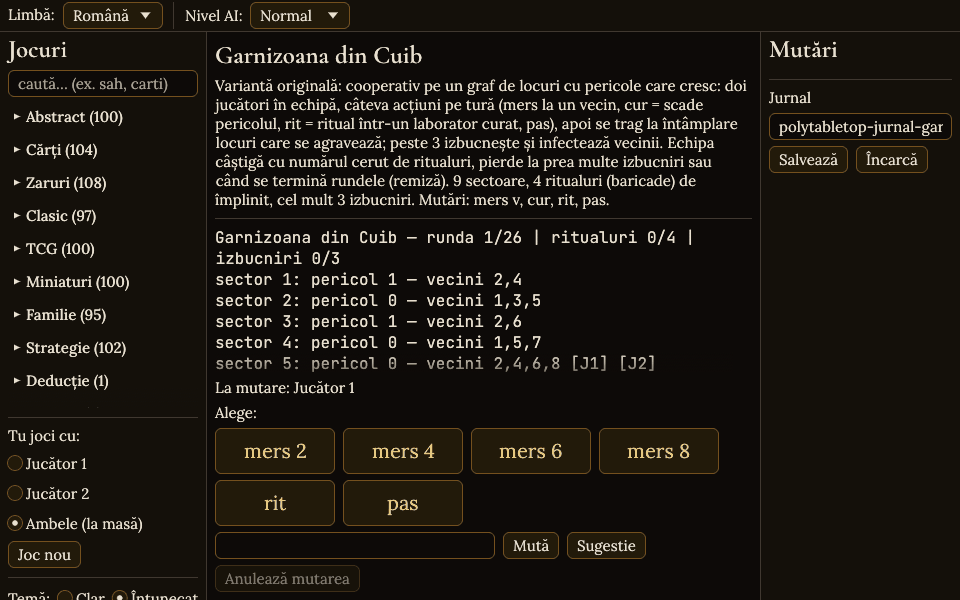 Limbă: Română ▼ Nivel AI: Normal ▼
Jocuri
caută... (ex. sah, carti)
▸ Abstract (100)
▸ Cărți (104)
▸ Zaruri (108)
▸ Clasic (97)
▸ TCG (100)
▸ Miniaturi (100)
▸ Familie (95)
▸ Strategie (102)
▸ Deducție (1)
Tu joci cu:
Jucător 1
Jucător 2
Ambele (la masă)
Joc nou
Temă: Clar Întunecat
Garnizoana din Cuib
Variantă originală: cooperativ pe un graf de locuri cu pericole care cresc: doi
jucători în echipă, câteva acțiuni pe tură (mers la un vecin, cur = scade
pericolul, rit = ritual într-un laborator curat, pas), apoi se trag la întâmplare
locuri care se agravează; peste 3 izbucnește și infectează vecinii. Echipa
câștigă cu numărul cerut de ritualuri, pierde la prea multe izbucniri sau
când se termină rundele (remiză). 9 sectoare, 4 ritualuri (baricade) de
împlinit, cel mult 3 izbucniri. Mutări: mers v, cur, rit, pas.
Garnizoana din Cuib — runda 1/26 | ritualuri 0/4 |
izbucniri 0/3
sector 1: pericol 1 — vecini 2,4
sector 2: pericol 0 — vecini 1,3,5
sector 3: pericol 1 — vecini 2,6
sector 4: pericol 0 — vecini 1,5,7
sector 5: pericol 0 — vecini 2,4,6,8 [J1] [J2]
La mutare: Jucător 1
Alege:
mers 2 mers 4 mers 6 mers 8
rit pas
Mută Sugestie
Anulează mutarea
Mutări
Jurnal
polytabletop-jurnal-gar
Salvează Încarcă